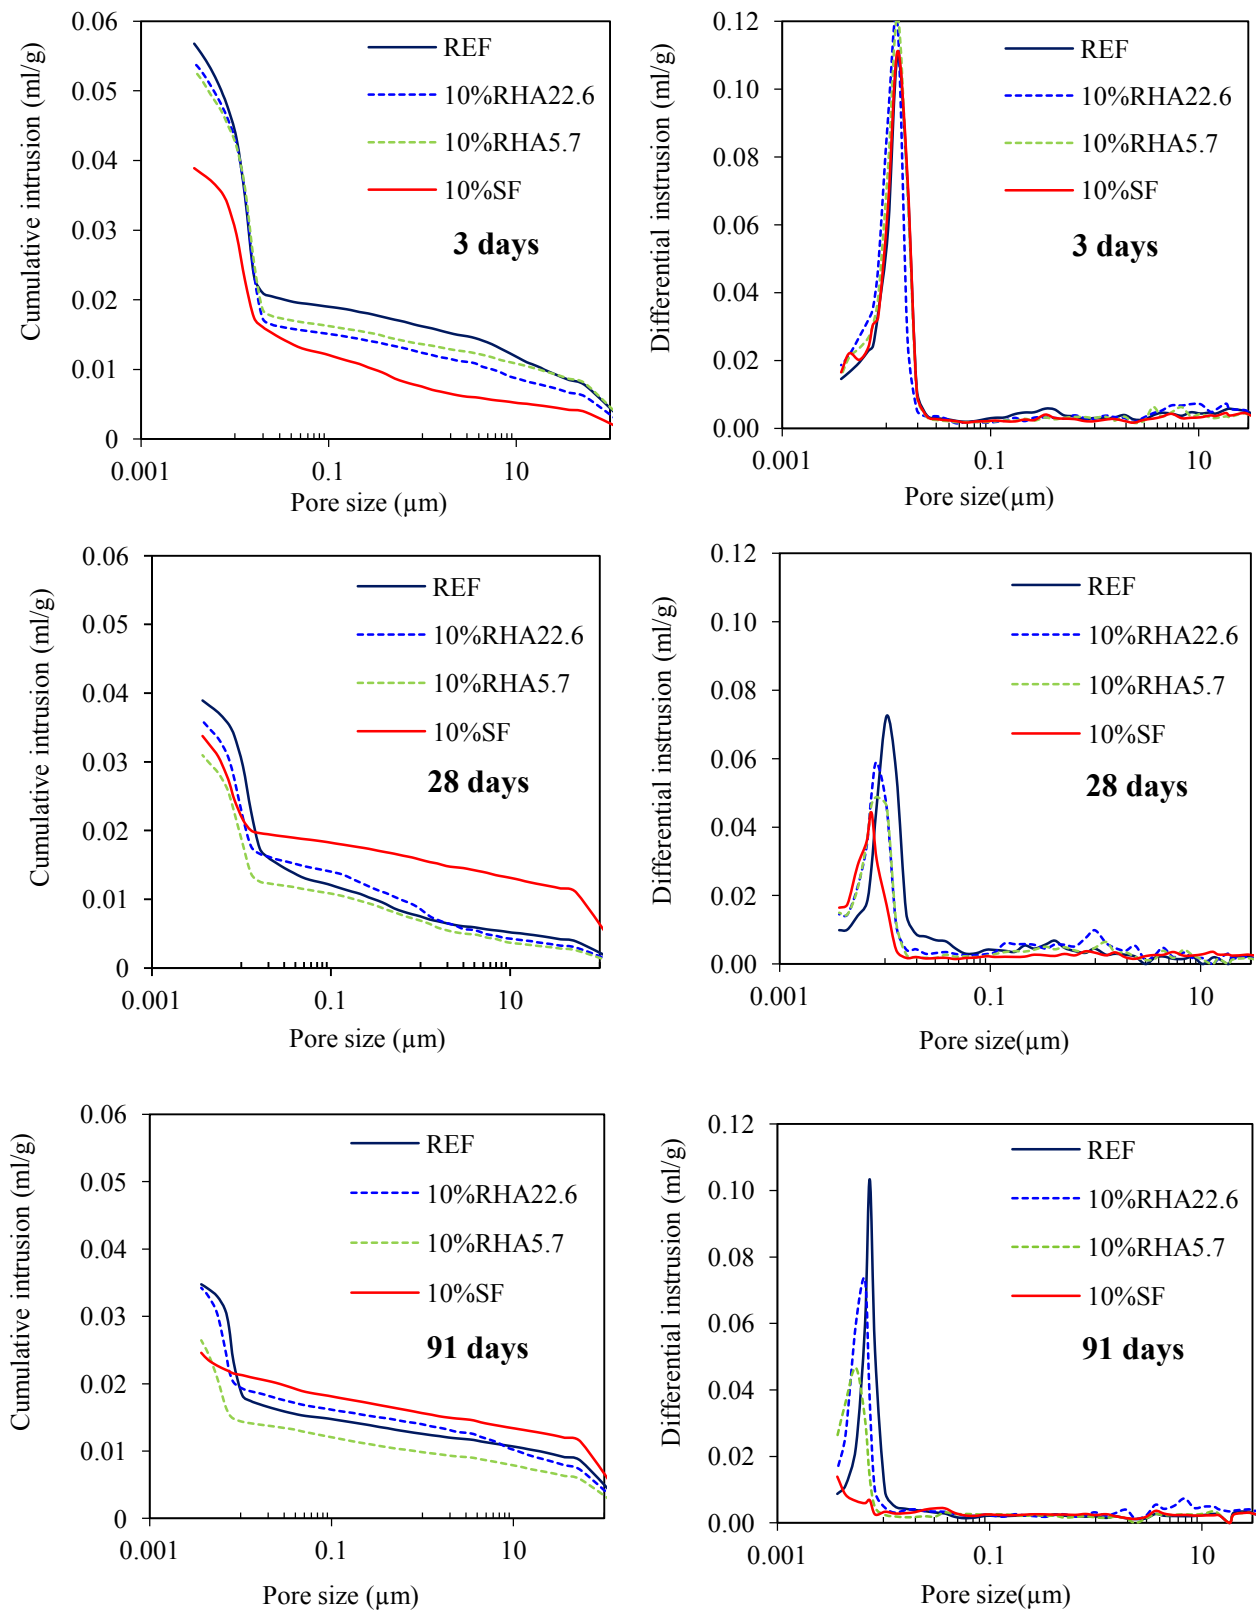 Cumulative intrusion (ml/g)
0.06
0.05
0.04
0.03
0.02
0.01
0
REF
10%RHA22.6
10%RHA5.7
10%SF
3 days
0.001
0.1
10
Pore size (µm)
Differential instrusion (ml/g)
0.12
0.10
0.08
0.06
0.04
0.02
0.00
REF
10%RHA22.6
10%RHA5.7
10%SF
3 days
0.001
0.1
10
Pore size(µm)
Cumulative intrusion (ml/g)
0.06
0.05
0.04
0.03
0.02
0.01
0
REF
10%RHA22.6
10%RHA5.7
10%SF
28 days
0.001
0.1
10
Pore size (µm)
Differential instrusion (ml/g)
0.12
0.10
0.08
0.06
0.04
0.02
0.00
REF
10%RHA22.6
10%RHA5.7
10%SF
28 days
0.001
0.1
10
Pore size(µm)
Cumulative intrusion (ml/g)
0.06
0.05
0.04
0.03
0.02
0.01
0
REF
10%RHA22.6
10%RHA5.7
10%SF
91 days
0.001
0.1
10
Pore size (µm)
Differential instrusion (ml/g)
0.12
0.10
0.08
0.06
0.04
0.02
0.00
REF
10%RHA22.6
10%RHA5.7
10%SF
91 days
0.001
0.1
10
Pore size(µm)